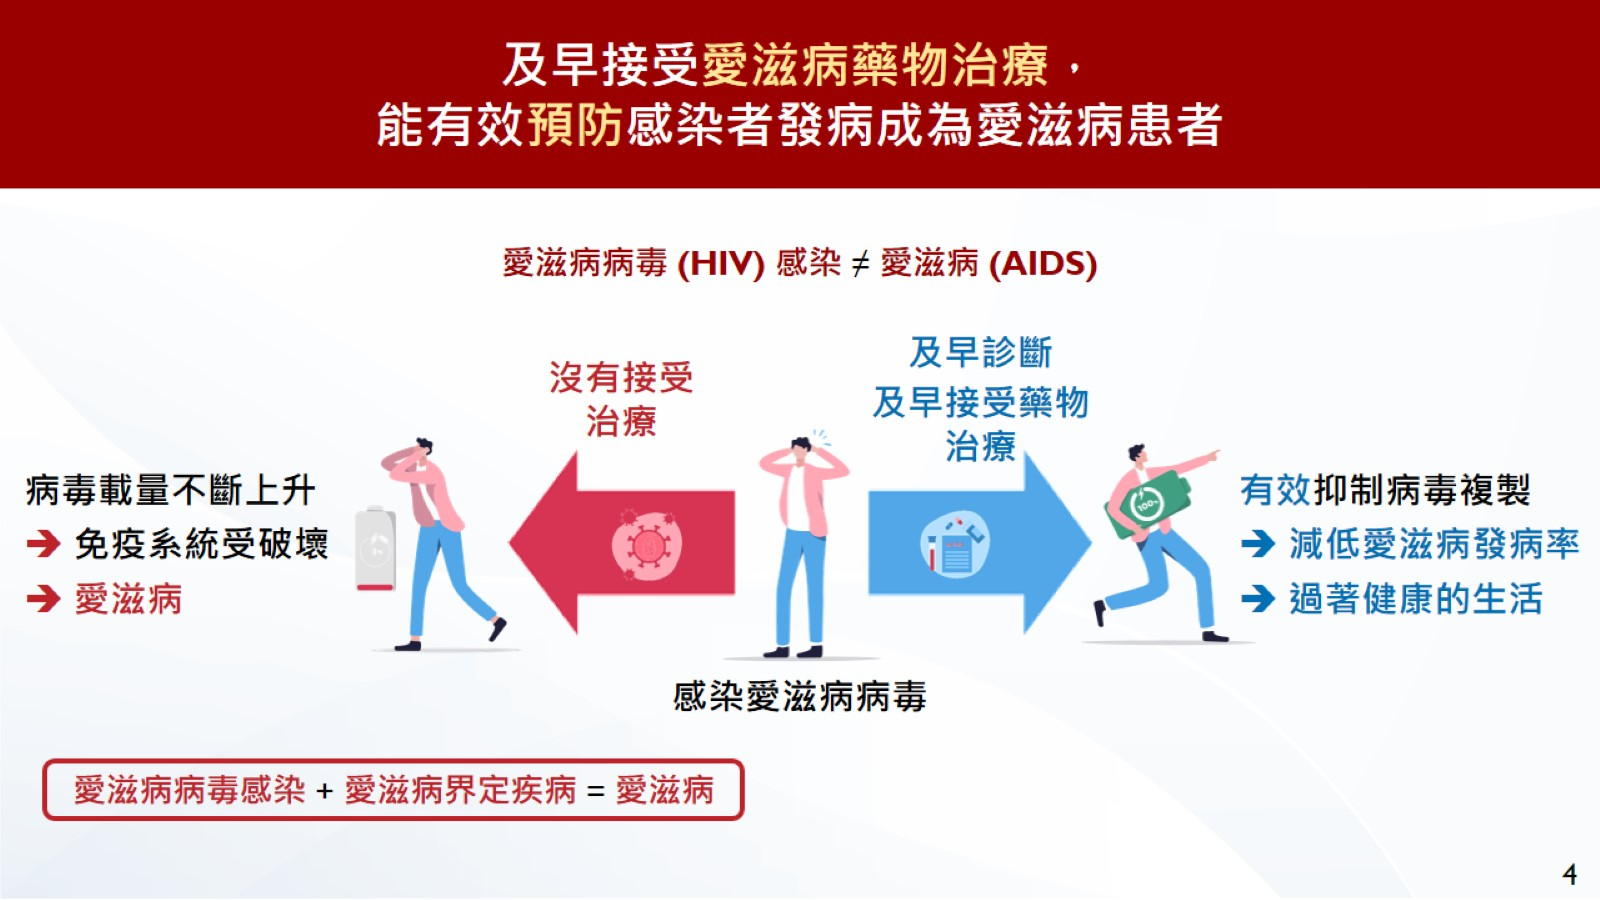 及早接受愛滋病藥物治療，
能有效預防感染者發病成為愛滋病患者
愛滋病病毒 (HIV) 感染 ≠ 愛滋病 (AIDS)
沒有接受
治療
及早診斷
及早接受藥物
治療
病毒載量不斷上升
➔ 免疫系統受破壞
➔ 愛滋病
100%
有效抑制病毒複製
➔ 減低愛滋病發病率
➔ 過著健康的生活
感染愛滋病病毒
愛滋病病毒感染 + 愛滋病界定疾病 = 愛滋病
4